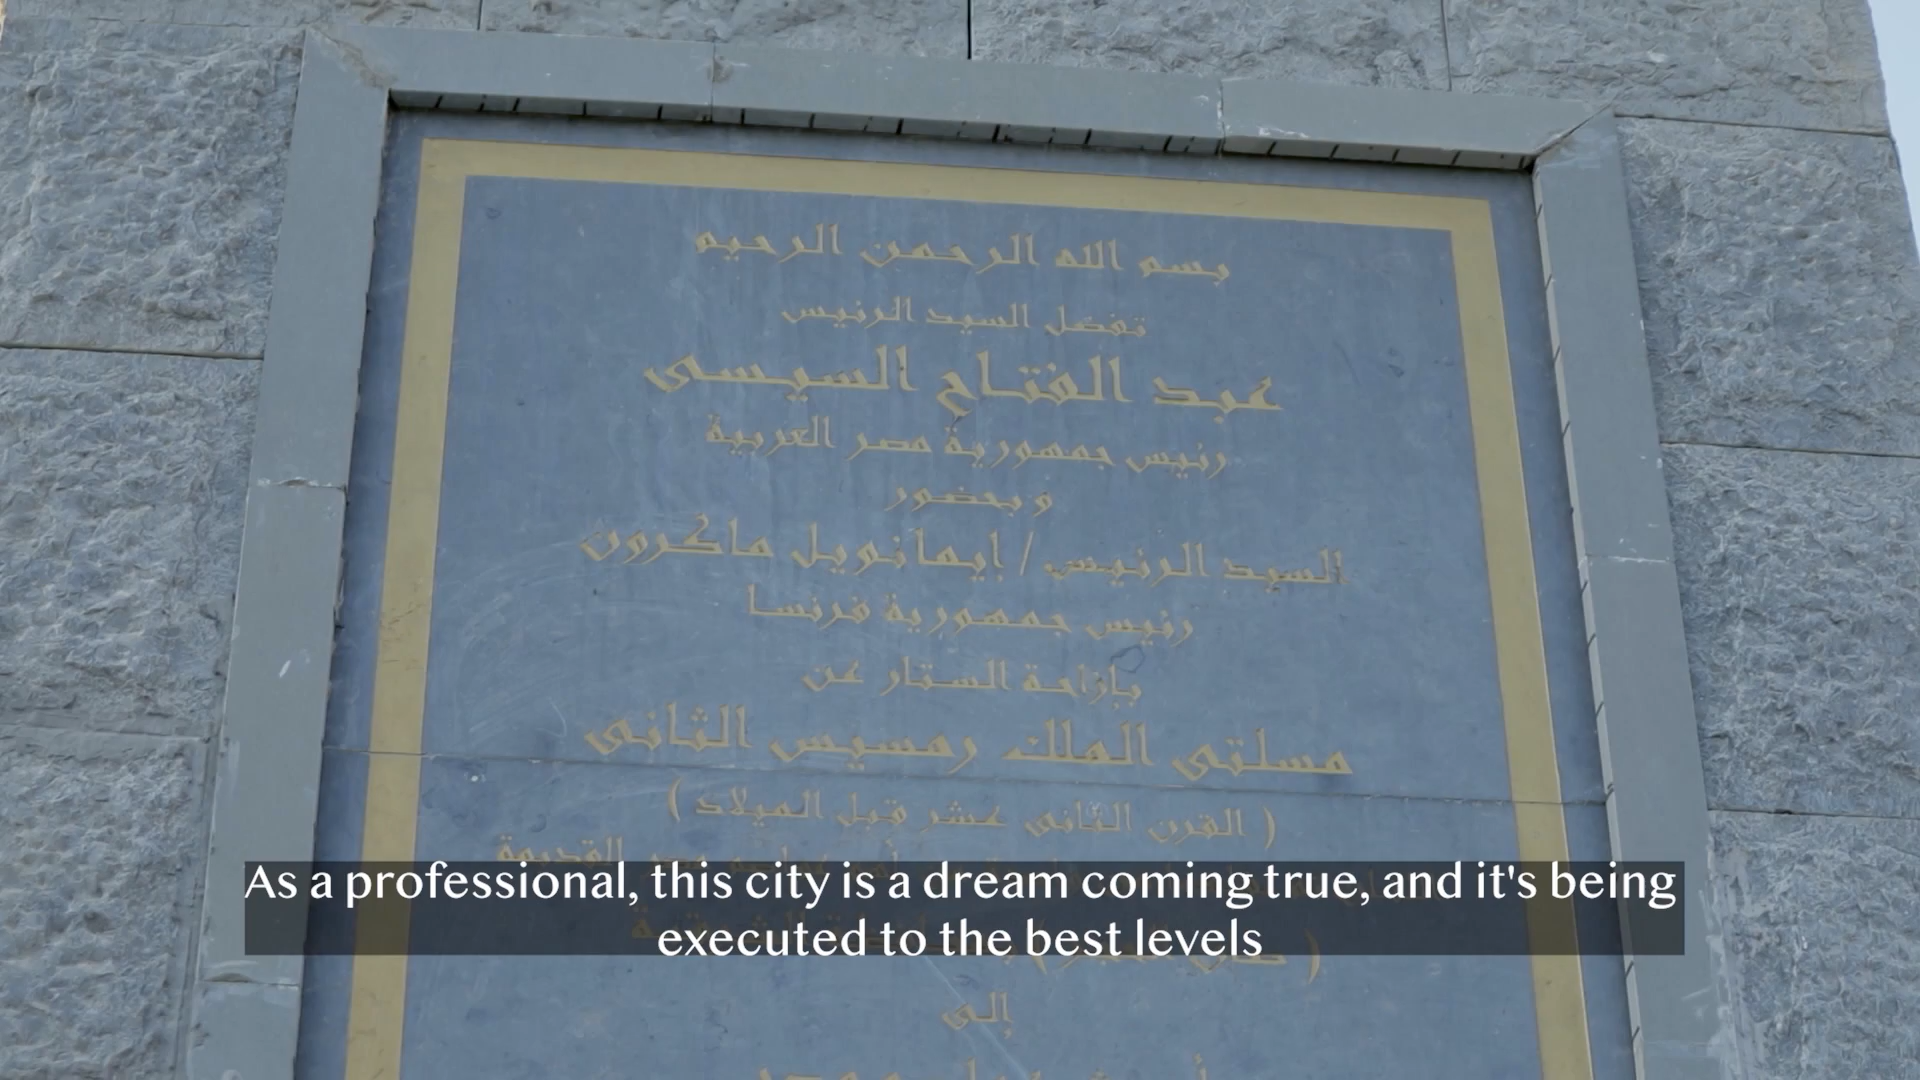 بسم الله الرحمن الرحيم
تفضل السيد الرئيس
عبد الفتاح السيسى
رئيس جمهورية مصر العربية
و بحضور
السيد الرئيس / إيمانويل ماكرون
رئيس جمهورية فرنسا
بإزاحة الستار عن
مسلتى الملك رمسيس الثانى
( القرن الثانى عشر قبل الميلاد )
القديمة
As a professional, this city is a dream coming true, and it's being
executed to the best levels
إلى